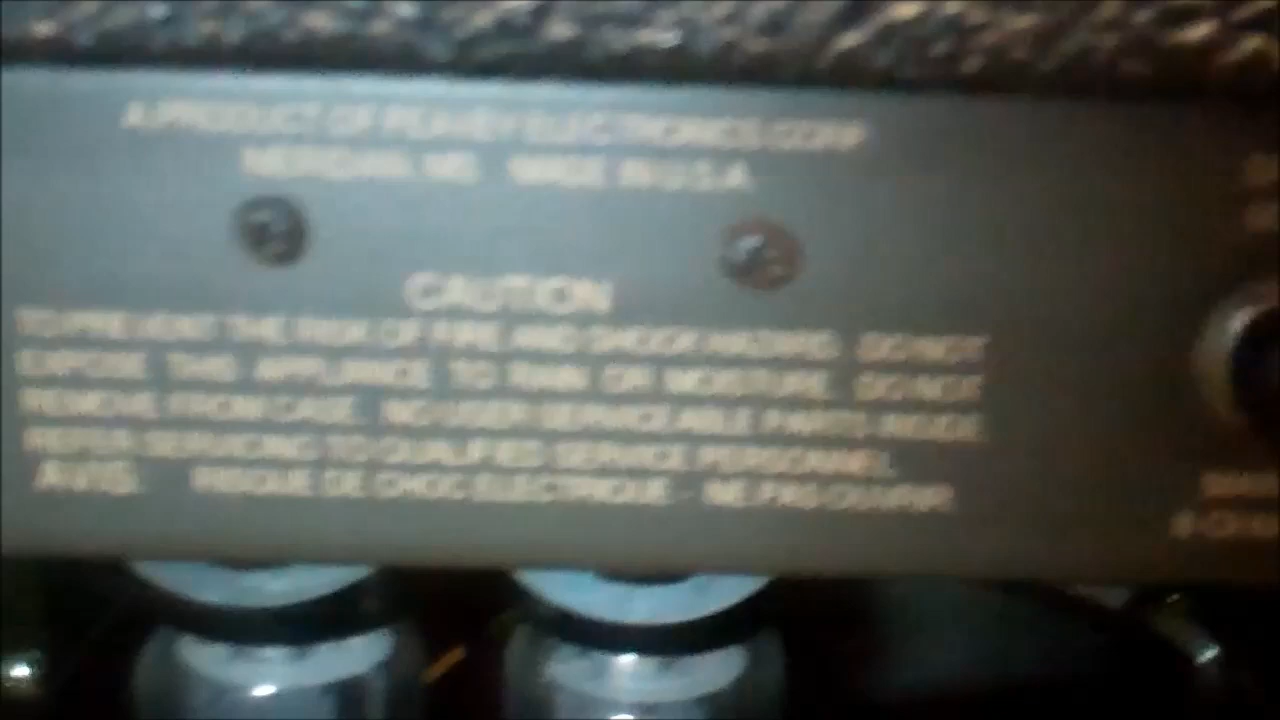 A PRODUCT OF PEAVEY ELECTRONICS CORP
MERIDIAN, MS. MADE IN U.S.A.
CAUTION
TO PREVENT THE RISK OF FIRE AND SHOCK HAZARD, DO NOT
EXPOSE THIS APPLIANCE TO RAIN OR MOISTURE. DO NOT
REMOVE FROM CASE. NO USER SERVICEABLE PARTS INSIDE.
REFER SERVICING TO QUALIFIED SERVICE PERSONNEL.
AVIS: RISQUE DE CHOC ELECTRIQUE - NE PAS OUVRIR.